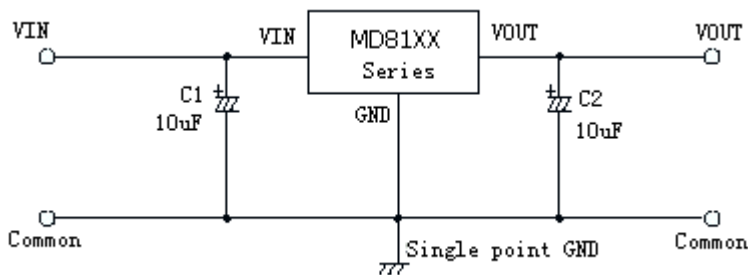 VIN
VIN
MD81XX
Series
VOUT
VOUT
C1
10uF
GND
C2
10uF
Common
Single point GND
Common